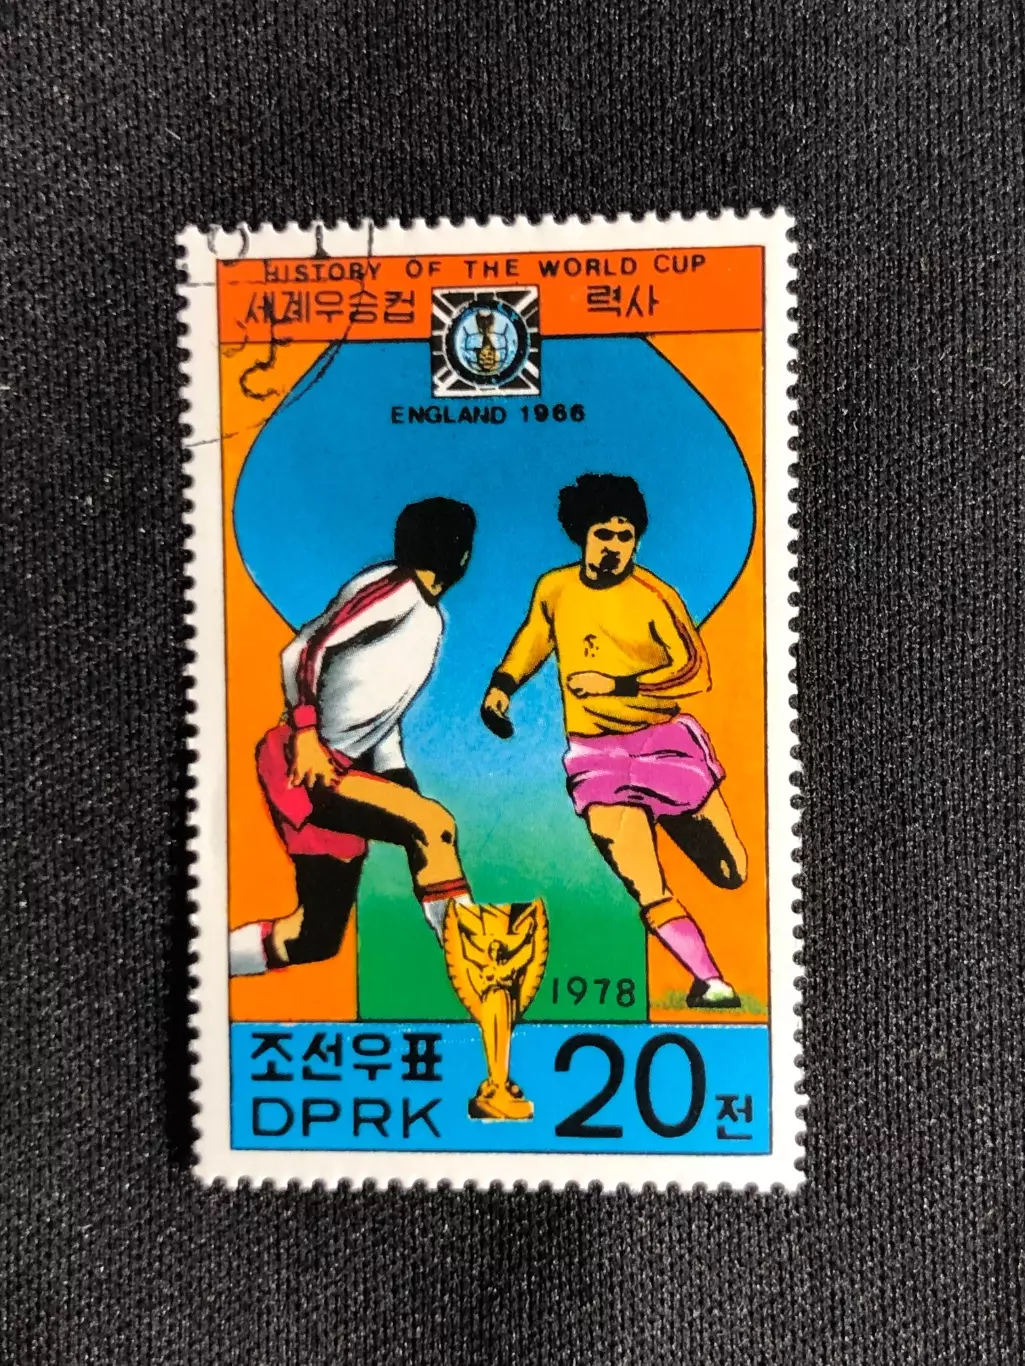 HISTORY OF THE WORLD CUP
세계우승컵 력사
ENGLAND 1966
1978
조선우표
DPRK
20전